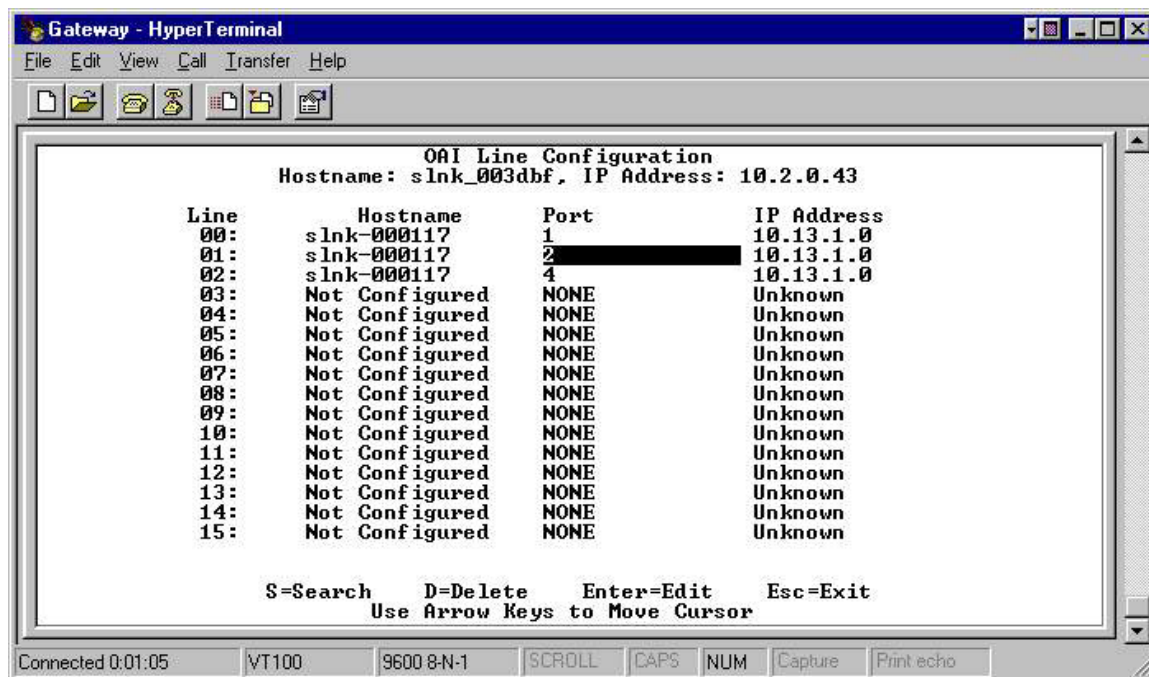 Gateway - HyperTerminal
File Edit View Call Transfer Help
OAI Line Configuration
Hostname: slnk_003dbf, IP Address: 10.2.0.43
Line Hostname Port IP Address
00: slnk-000117 1 10.13.1.0
01: slnk-000117 2 10.13.1.0
02: slnk-000117 4 10.13.1.0
03: Not Configured NONE Unknown
04: Not Configured NONE Unknown
05: Not Configured NONE Unknown
06: Not Configured NONE Unknown
07: Not Configured NONE Unknown
08: Not Configured NONE Unknown
09: Not Configured NONE Unknown
10: Not Configured NONE Unknown
11: Not Configured NONE Unknown
12: Not Configured NONE Unknown
13: Not Configured NONE Unknown
14: Not Configured NONE Unknown
15: Not Configured NONE Unknown
S=Search D=Delete Enter=Edit Esc=Exit
Use Arrow Keys to Move Cursor
Connected 0:01:05 VT100 9600 8-N-1 SCROLL CAPS NUM Capture Print echo